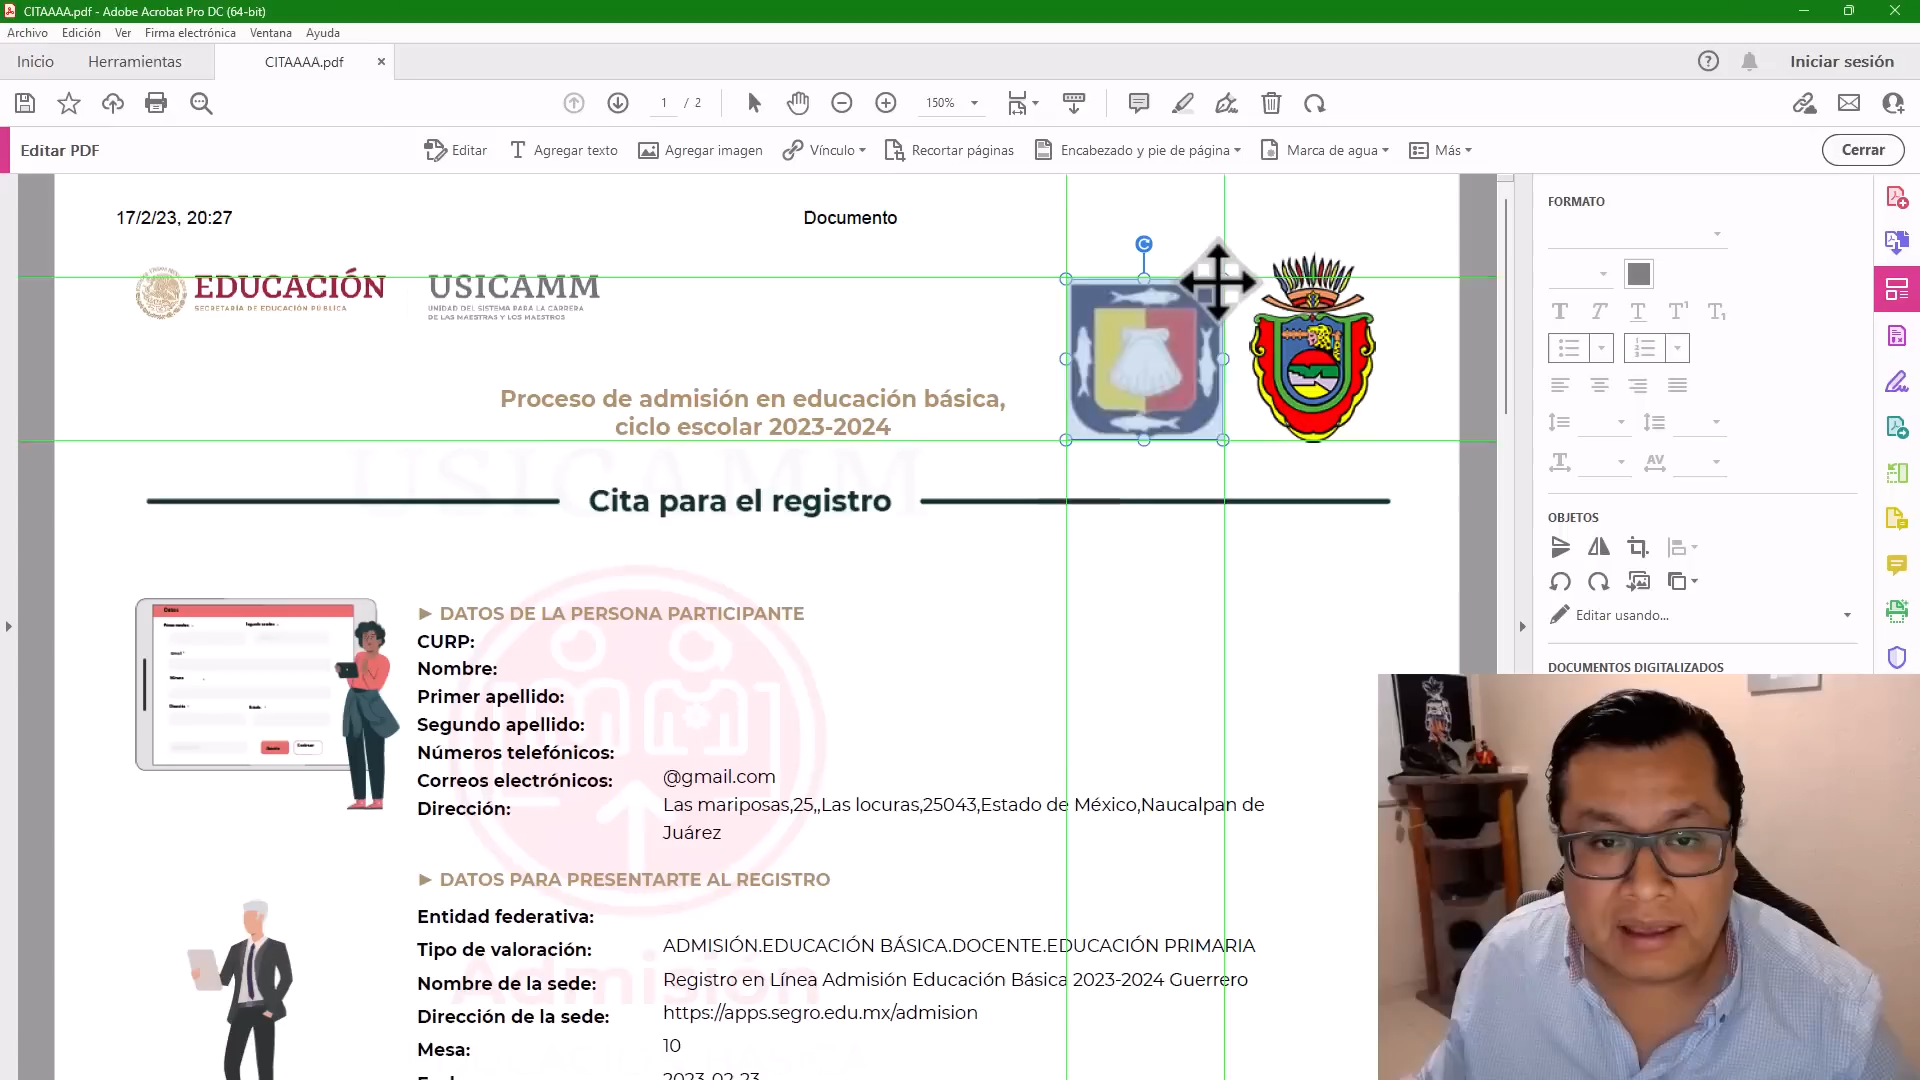 CITAAAA.pdf - Adobe Acrobat Pro DC (64-bit)
Archivo Edición Ver Firma electrónica Ventana Ayuda
Inicio Herramientas CITAAAA.pdf × Iniciar sesión
1 / 2 150%
Editar PDF Editar Agregar texto Agregar imagen Vínculo Recortar páginas Encabezado y pie de página Marca de agua Más Cerrar
17/2/23, 20:27 Documento
EDUCACIÓN
SECRETARÍA DE EDUCACIÓN PÚBLICA
USICAMM
UNIDAD DEL SISTEMA PARA LA CARRERA
DE LAS MAESTRAS Y LOS MAESTROS
Proceso de admisión en educación básica,
ciclo escolar 2023-2024
USICAMM
Cita para el registro
► DATOS DE LA PERSONA PARTICIPANTE
CURP:
Nombre:
Primer apellido:
Segundo apellido:
Números telefónicos:
Correos electrónicos: @gmail.com
Dirección: Las mariposas,25,,Las locuras,25043,Estado de México,Naucalpan de
Juárez
► DATOS PARA PRESENTARTE AL REGISTRO
Entidad federativa:
Tipo de valoración: ADMISIÓN.EDUCACIÓN BÁSICA.DOCENTE.EDUCACIÓN PRIMARIA
Admisión
Nombre de la sede: Registro en Línea Admisión Educación Básica 2023-2024 Guerrero
Dirección de la sede: https://apps.segro.edu.mx/admision
Mesa: 10
2023-02-23
FORMATO
OBJETOS
Editar usando...
DOCUMENTOS DIGITALIZADOS